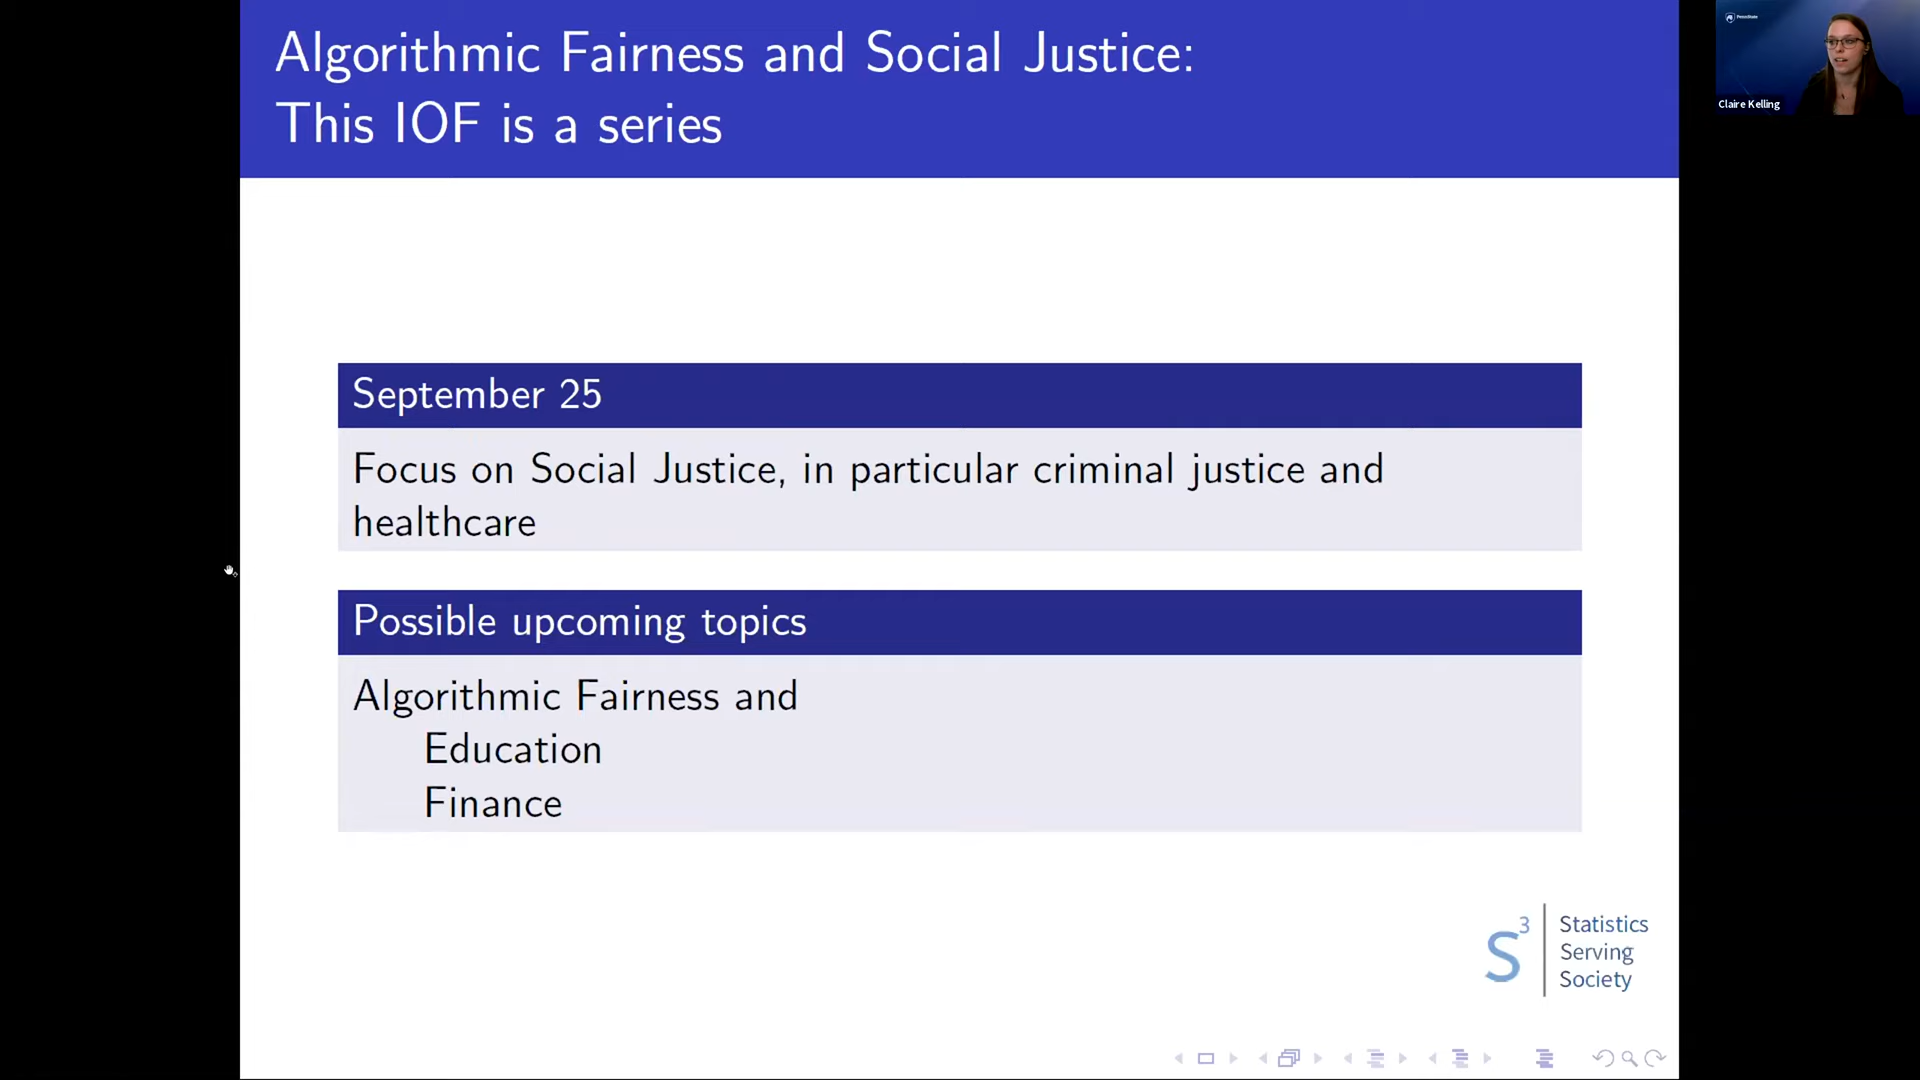 Algorithmic Fairness and Social Justice:
This IOF is a series
PennState
Claire Kelling
September 25
Focus on Social Justice, in particular criminal justice and
healthcare
Possible upcoming topics
Algorithmic Fairness and
Education
Finance
S3
Statistics
Serving
Society